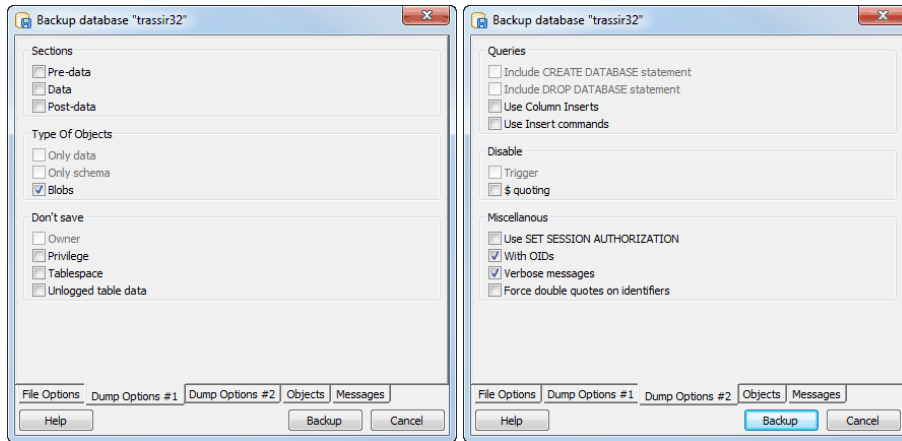 Backup database "trassir32"
Sections
Pre-data
Data
Post-data
Type Of Objects
Only data
Only schema
Blobs
Don't save
Owner
Privilege
Tablespace
Unlogged table data
File Options Dump Options #1 Dump Options #2 Objects Messages
Help Backup Cancel
Backup database "trassir32"
Queries
Include CREATE DATABASE statement
Include DROP DATABASE statement
Use Column Inserts
Use Insert commands
Disable
Trigger
$ quoting
Miscellanous
Use SET SESSION AUTHORIZATION
With OIDs
Verbose messages
Force double quotes on identifiers
File Options Dump Options #1 Dump Options #2 Objects Messages
Help Backup Cancel